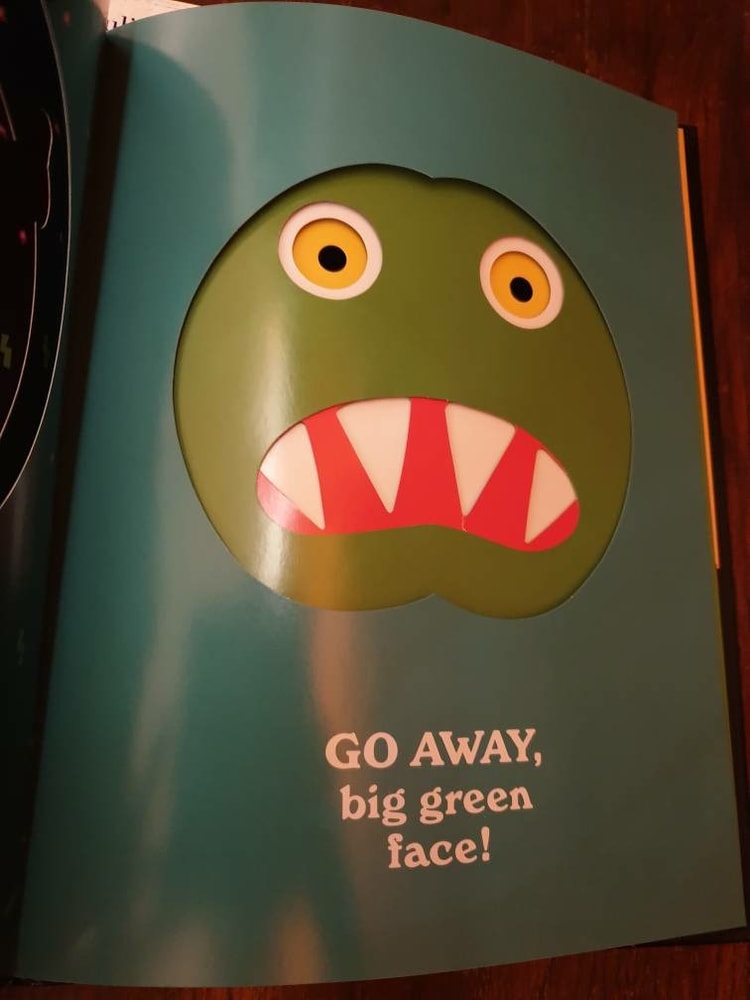 GO AWAY,
big green
face!